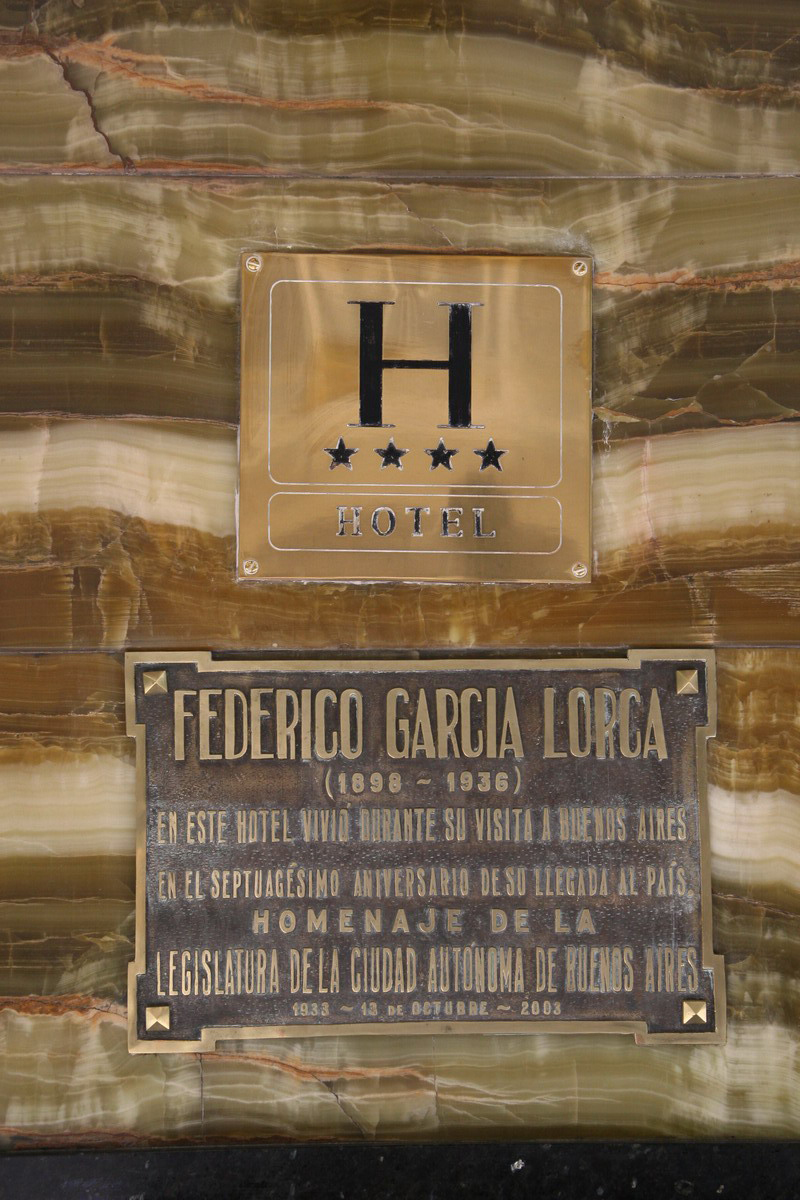 H
★★★★
HOTEL
FEDERICO GARCIA LORCA
(1898 ~ 1936)
EN ESTE HOTEL VIVIÓ DURANTE SU VISITA A BUENOS AIRES
EN EL SEPTUAGÉSIMO ANIVERSARIO DE SU LLEGADA AL PAÍS.
HOMENAJE DE LA
LEGISLATURA DE LA CIUDAD AUTÓNOMA DE BUENOS AIRES
1933 ~ 13 DE OCTUBRE ~ 2003